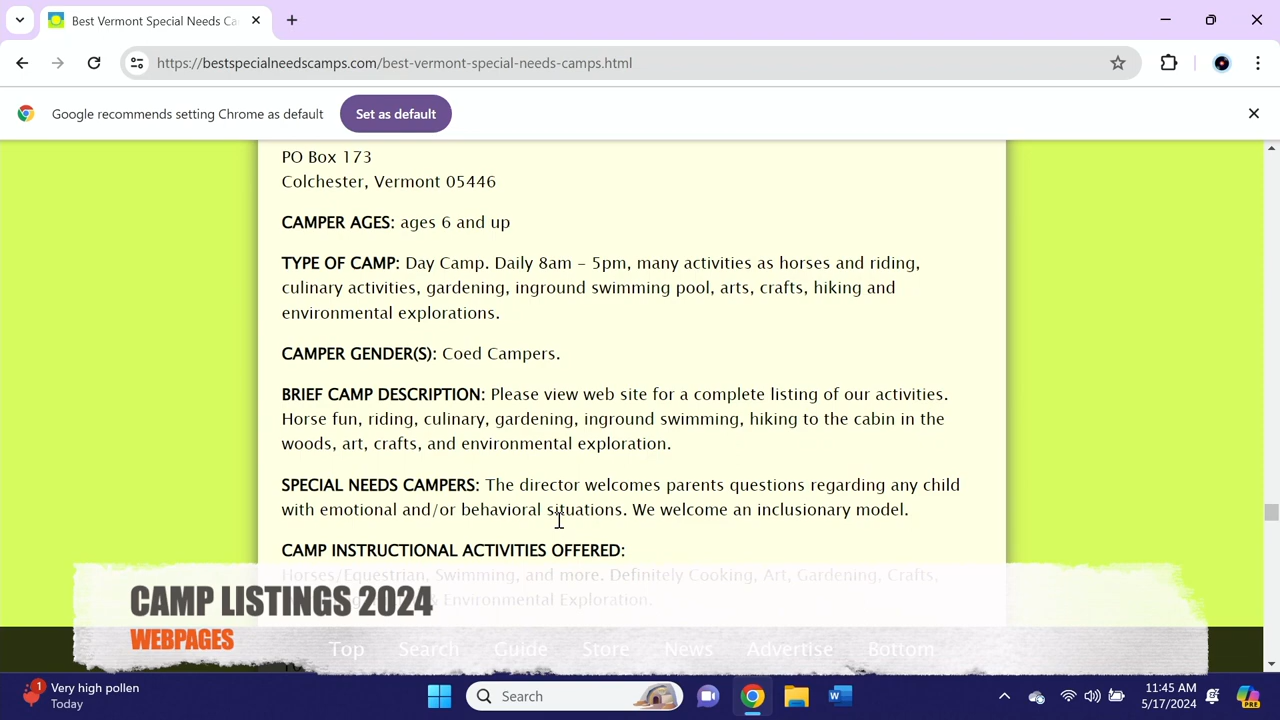 Best Vermont Special Needs Ca
https://bestspecialneedscamps.com/best-vermont-special-needs-camps.html
Google recommends setting Chrome as default
Set as default
PO Box 173
Colchester, Vermont 05446
CAMPER AGES: ages 6 and up
TYPE OF CAMP: Day Camp. Daily 8am – 5pm, many activities as horses and riding,
culinary activities, gardening, inground swimming pool, arts, crafts, hiking and
environmental explorations.
CAMPER GENDER(S): Coed Campers.
BRIEF CAMP DESCRIPTION: Please view web site for a complete listing of our activities.
Horse fun, riding, culinary, gardening, inground swimming, hiking to the cabin in the
woods, art, crafts, and environmental exploration.
SPECIAL NEEDS CAMPERS: The director welcomes parents questions regarding any child
with emotional and/or behavioral situations. We welcome an inclusionary model.
CAMP INSTRUCTIONAL ACTIVITIES OFFERED:
Horses/Equestrian, Swimming, and more. Definitely Cooking, Art, Gardening, Crafts,
& Environmental Exploration.
CAMP LISTINGS 2024
WEBPAGES
Top Search Guide Store News Advertise Bottom
1
Very high pollen
Today
Search
W
PRE
11:45 AM
5/17/2024